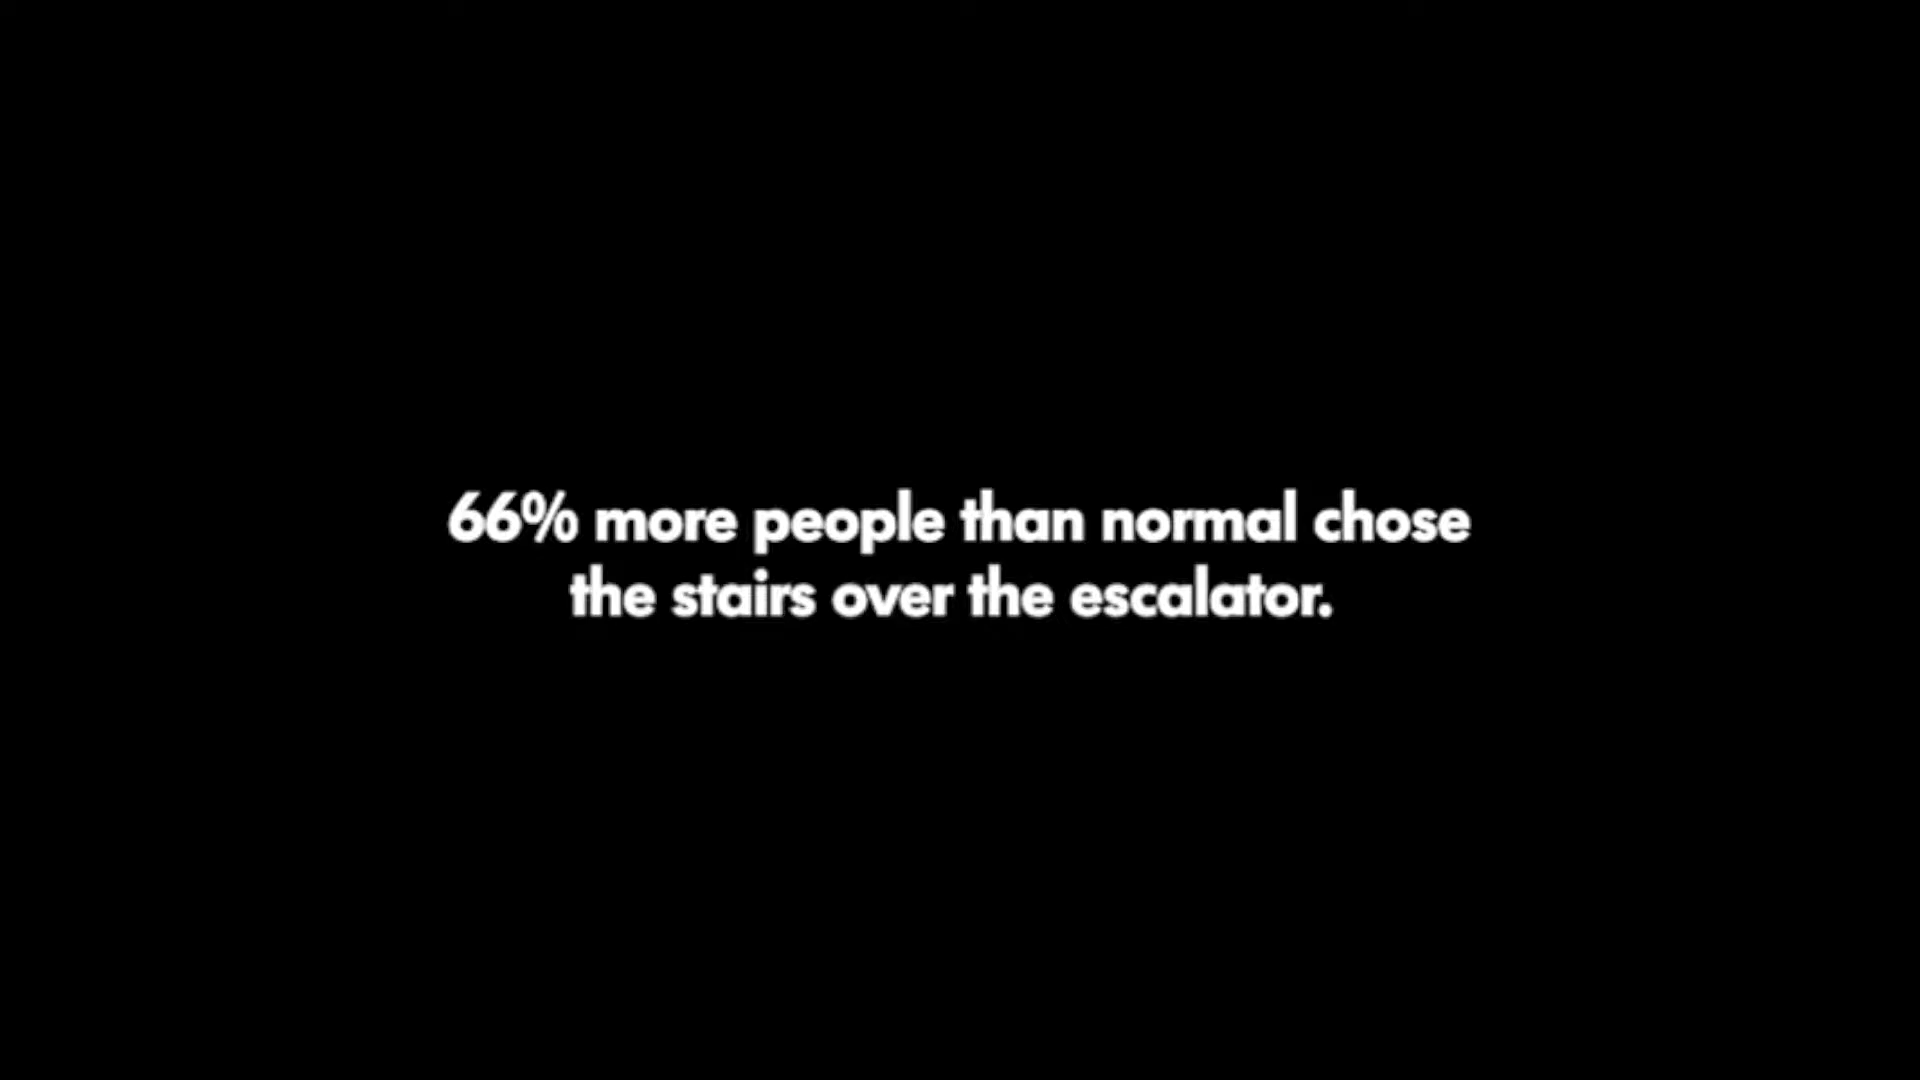 66% more people than normal chose
the stairs over the escalator.